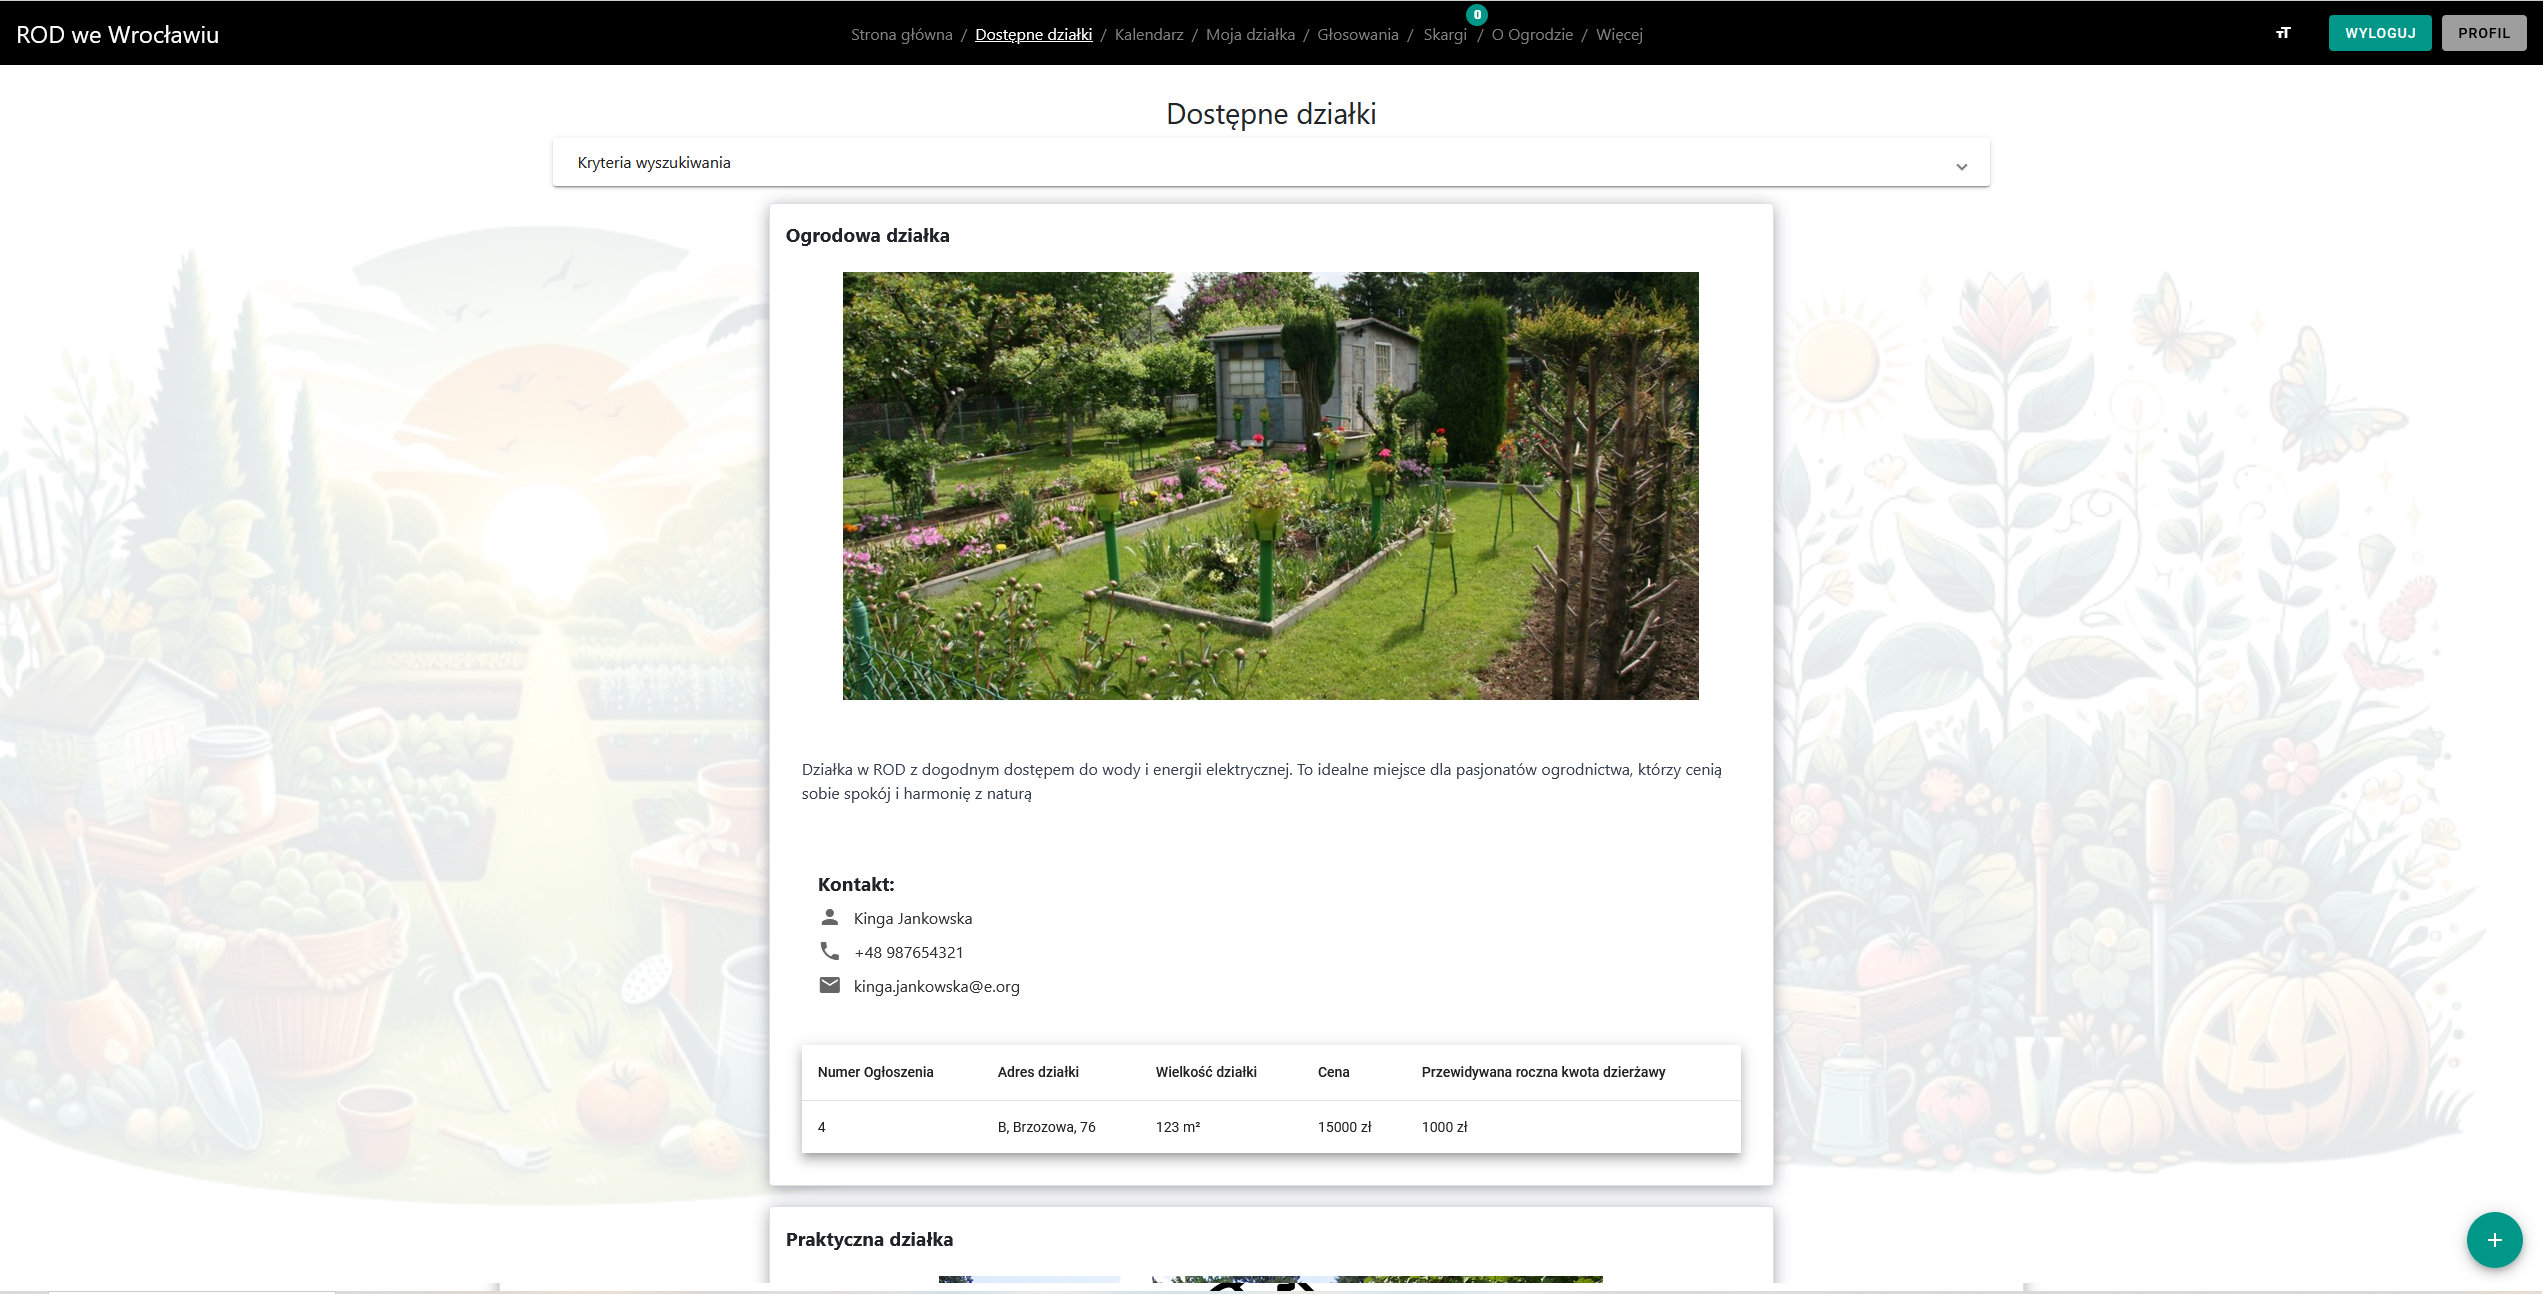 ROD we Wrocławiu
Strona główna / Dostępne działki / Kalendarz / Moja działka / Głosowania / Skargi 0 / O Ogrodzie / Więcej
WYLOGUJ
PROFIL
Dostępne działki
Kryteria wyszukiwania
Ogrodowa działka
Działka w ROD z dogodnym dostępem do wody i energii elektrycznej. To idealne miejsce dla pasjonatów ogrodnictwa, którzy cenią
sobie spokój i harmonię z naturą
Kontakt:
Kinga Jankowska
+48 987654321
kinga.jankowska@e.org
Numer Ogłoszenia Adres działki Wielkość działki Cena Przewidywana roczna kwota dzierżawy
4 B, Brzozowa, 76 123 m² 15000 zł 1000 zł
Praktyczna działka